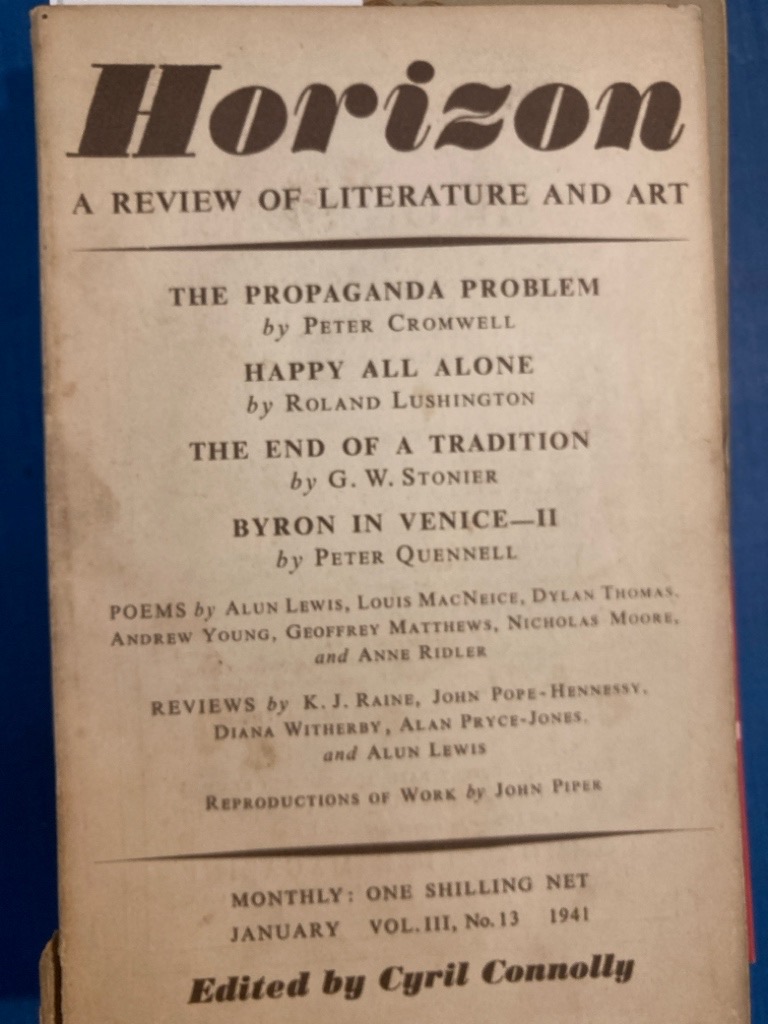 Horizon
A REVIEW OF LITERATURE AND ART
THE PROPAGANDA PROBLEM
by PETER CROMWELL
HAPPY ALL ALONE
by ROLAND LUSHINGTON
THE END OF A TRADITION
by G. W. STONIER
BYRON IN VENICE—II
by PETER QUENNELL
POEMS by ALUN LEWIS, LOUIS MACNEICE, DYLAN THOMAS,
ANDREW YOUNG, GEOFFREY MATTHEWS, NICHOLAS MOORE,
and ANNE RIDLER
REVIEWS by K. J. RAINE, JOHN POPE-HENNESSY,
DIANA WITHERBY, ALAN PRYCE-JONES,
and ALUN LEWIS
REPRODUCTIONS OF WORK by JOHN PIPER
MONTHLY: ONE SHILLING NET
JANUARY VOL. III, No. 13 1941
Edited by Cyril Connolly